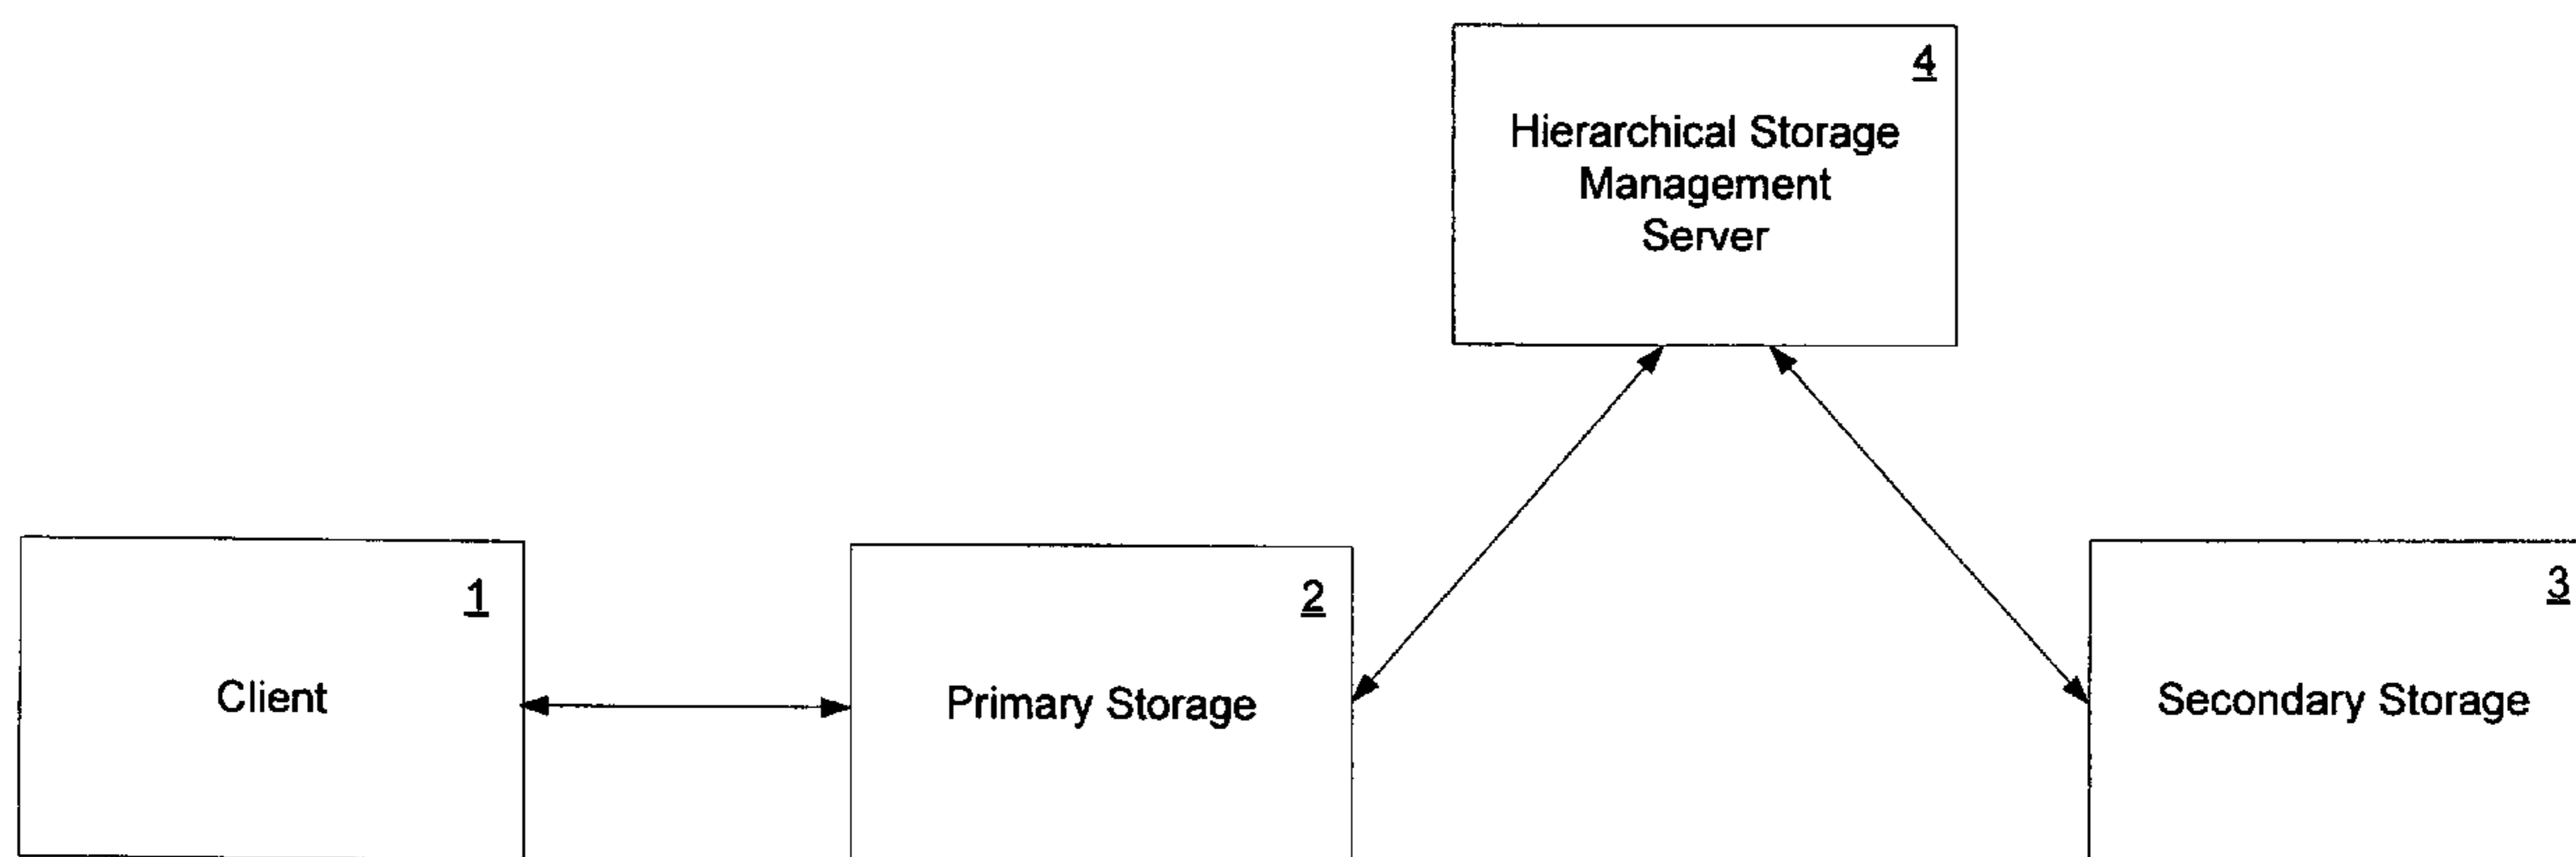 4
Hierarchical Storage
Management
Server
1
Client
2
Primary Storage
3
Secondary Storage